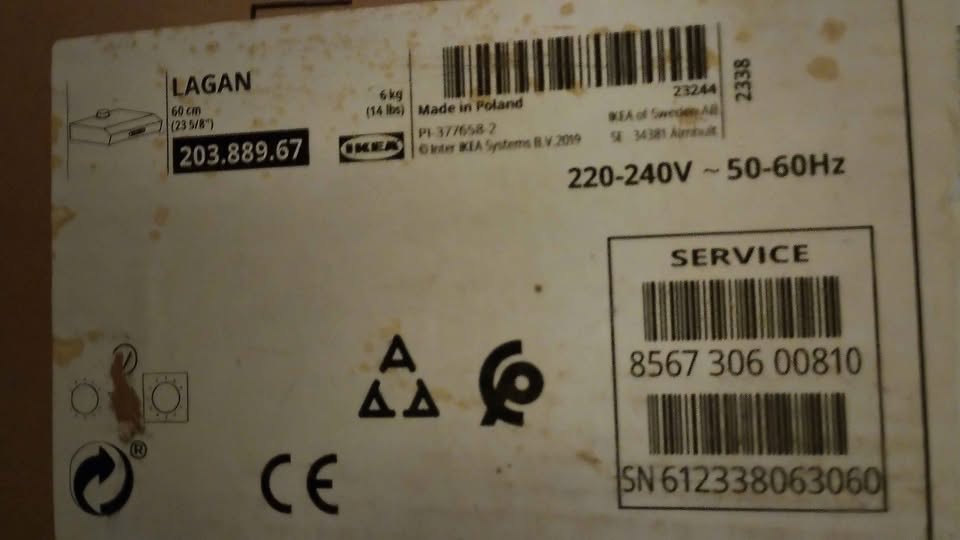 LAGAN
60 cm
(23 5/8")
203.889.67
6 kg
(14 lbs)
IKEA
23244
2338
Made in Poland
PI-377658-2
© Inter IKEA Systems B.V. 2019
IKEA of Sweden AB
SE 34381 Älmhult
220-240V ~ 50-60Hz
SERVICE
8567 306 00810
SN 612338063060
®
CE